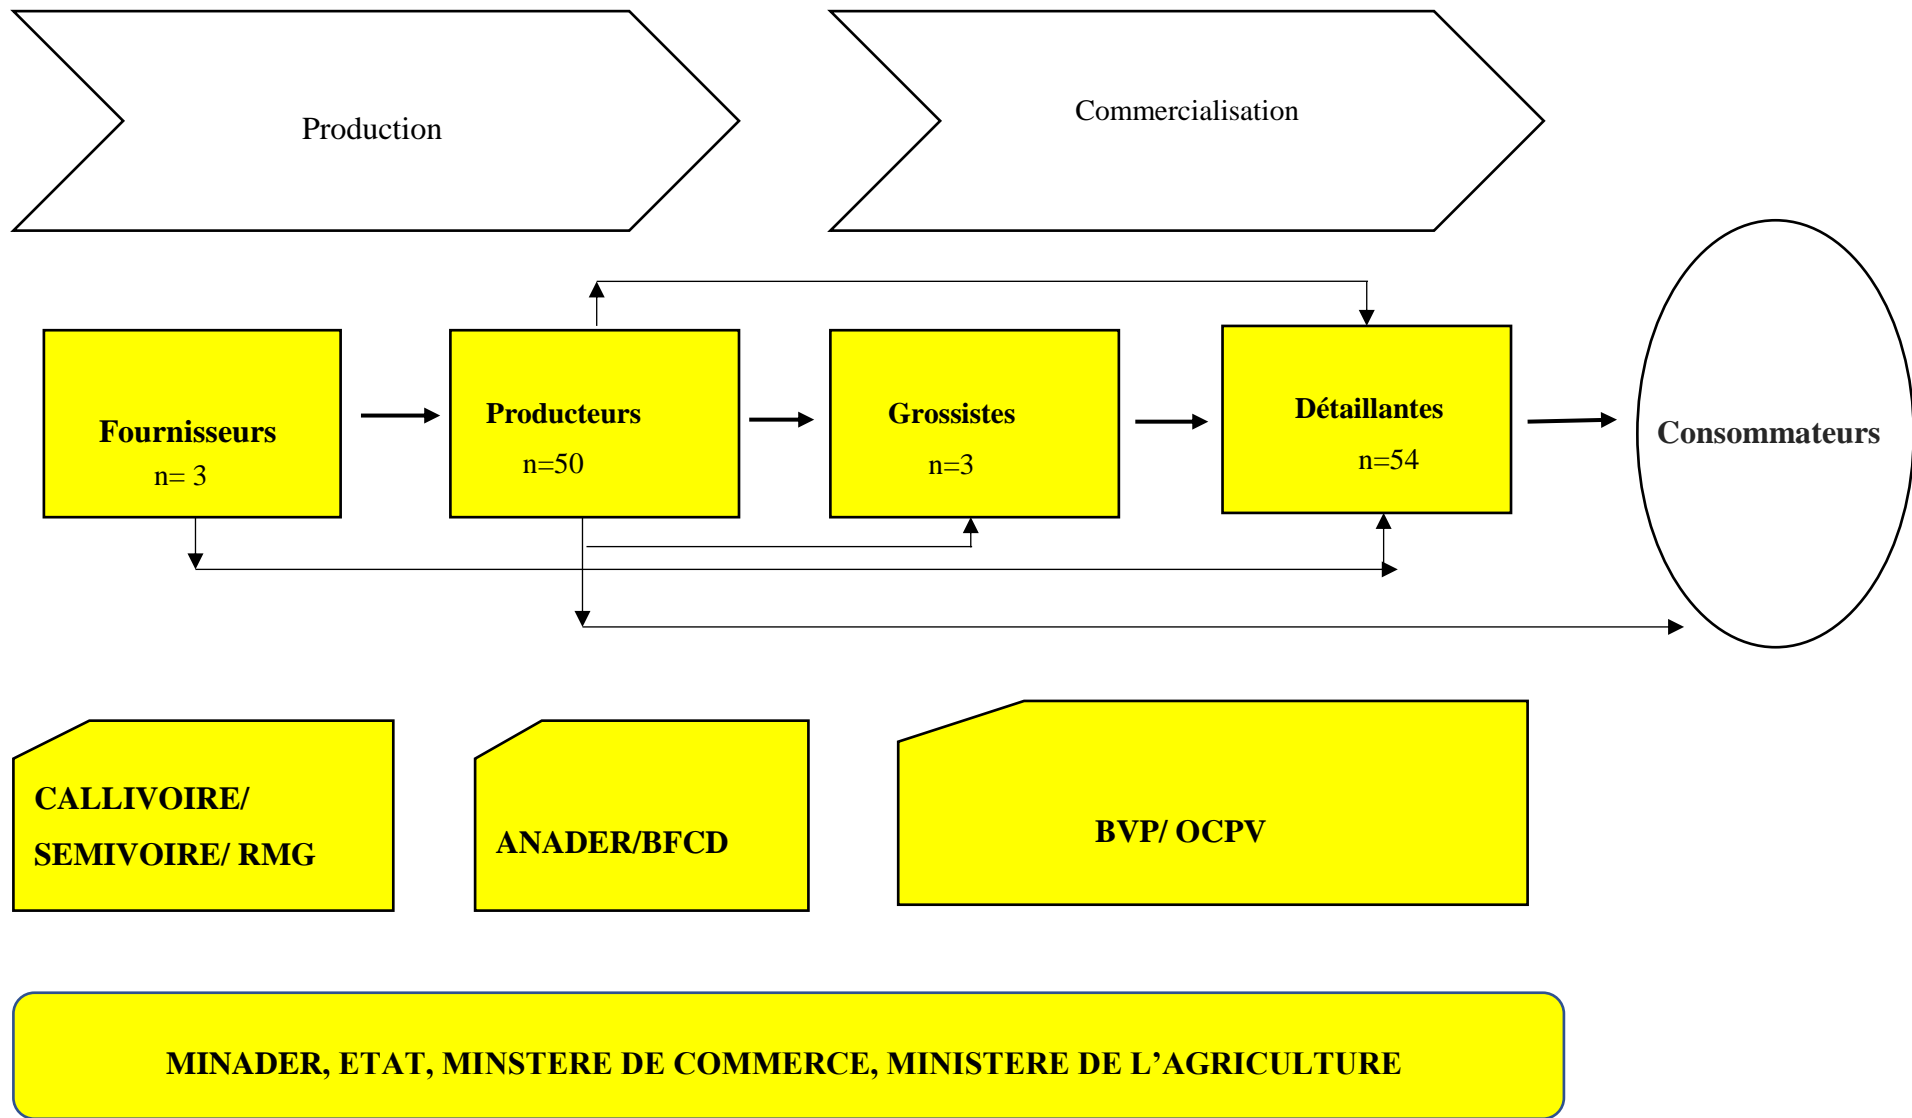 Production
Commercialisation
Fournisseurs
n= 3
Producteurs
n=50
Grossistes
n=3
Détaillantes
n=54
Consommateurs
CALLIVOIRE/
SEMIVOIRE/ RMG
ANADER/BFCD
BVP/ OCPV
MINADER, ETAT, MINSTERE DE COMMERCE, MINISTERE DE L’AGRICULTURE